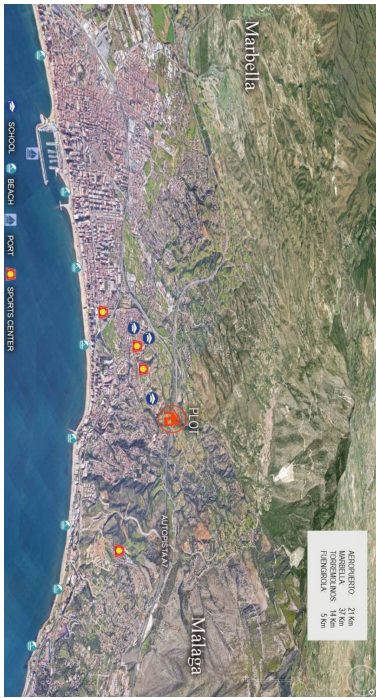 Marbella
PLOT
AUTOPISTA A7
Málaga
AEROPUERTO: 21 Km
MARBELLA: 37 Km
TORREMOLINOS: 14 Km
FUENGIROLA: 5 Km
SCHOOL
BEACH
PORT
SPORTS CENTER